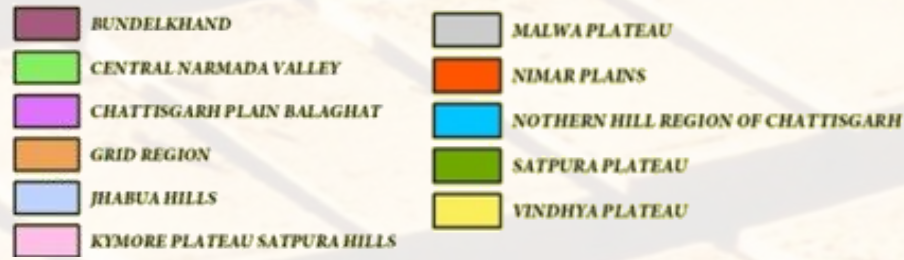 BUNDELKHAND
CENTRAL NARMADA VALLEY
CHATTISGARH PLAIN BALAGHAT
GRID REGION
JHABUA HILLS
KYMORE PLATEAU SATPURA HILLS
MALWA PLATEAU
NIMAR PLAINS
NOTHERN HILL REGION OF CHATTISGARH
SATPURA PLATEAU
VINDHYA PLATEAU